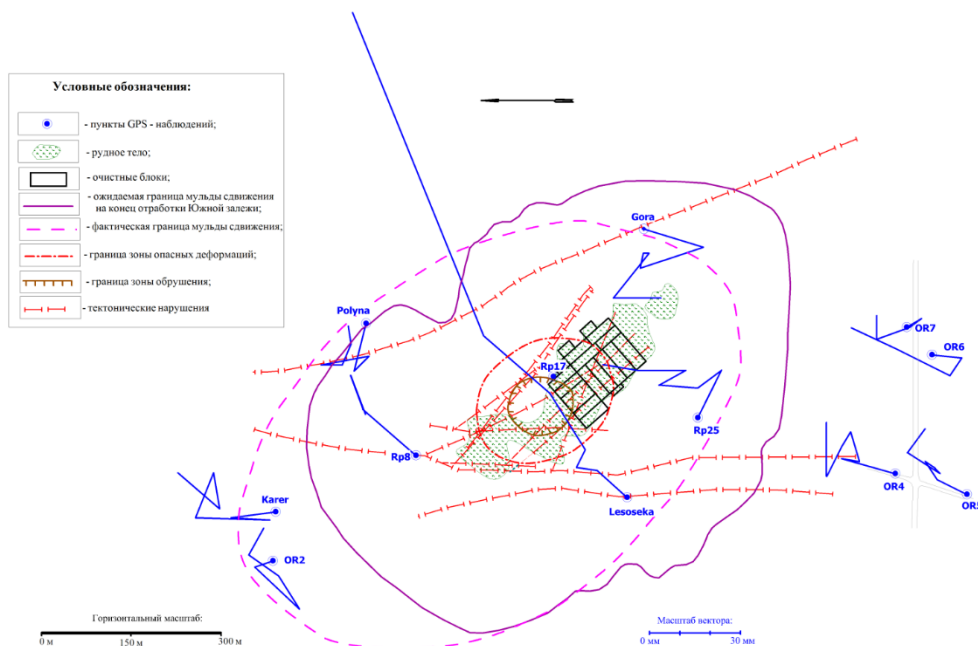 Условные обозначения:
- пункты GPS - наблюдений;
- рудное тело;
- очистные блоки;
- ожидаемая граница мульды сдвижения
на конец отработки Южной залежи;
- фактическая граница мульды сдвижения;
- граница зоны опасных деформаций;
- граница зоны обрушения;
- тектонические нарушения
Gora
Polyna
OR7
OR6
Rp17
Rp25
Rp8
OR4
OR5
Karer
Lesoseka
OR2
Горизонтальный масштаб:
0 м 150 м 300 м
Масштаб вектора:
0 мм 30 мм